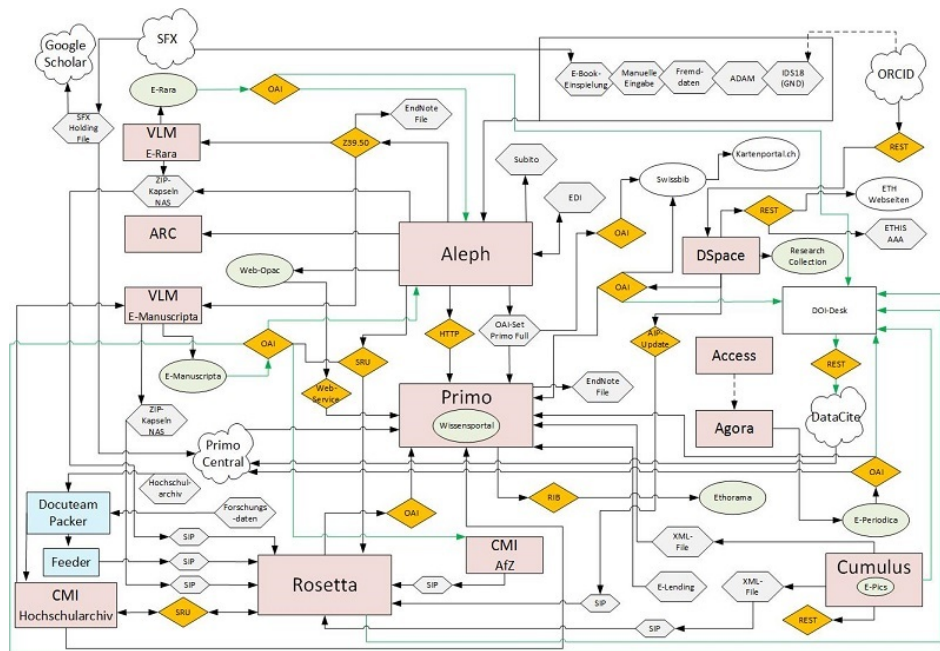 Google
Scholar
SFX
E-Book-
Einspielung
Manuelle
Eingabe
Fremd-
daten
ADAM
IDS18
(GND)
ORCID
E-Rara
OAI
SFX
Holding
File
VLM
E-Rara
EndNote
File
Z39.50
REST
Subito
Kartenportal.ch
Swissbib
ZIP-
Kapseln
NAS
EDI
REST
ETH
Webseiten
ARC
Aleph
OAI
ETHIS
AAA
DSpace
Research
Collection
Web-Opac
OAI
VLM
E-Manuscripta
DOI-Desk
OAI
HTTP
OAI-Set
Primo Full
AIP-
Update
SRU
Access
REST
E-Manuscripta
Web-
Service
Primo
EndNote
File
Wissensportal
DataCite
ZIP-
Kapseln
NAS
Agora
Primo
Central
OAI
Hochschul-
archiv
RIB
Ethorama
Docuteam
Packer
Forschungs
-daten
OAI
E-Periodica
SIP
CMI
AfZ
XML-
File
Feeder
SIP
Rosetta
Cumulus
SIP
SIP
E-Lending
XML-
File
E-Pics
CMI
Hochschularchiv
SRU
SIP
REST
SIP